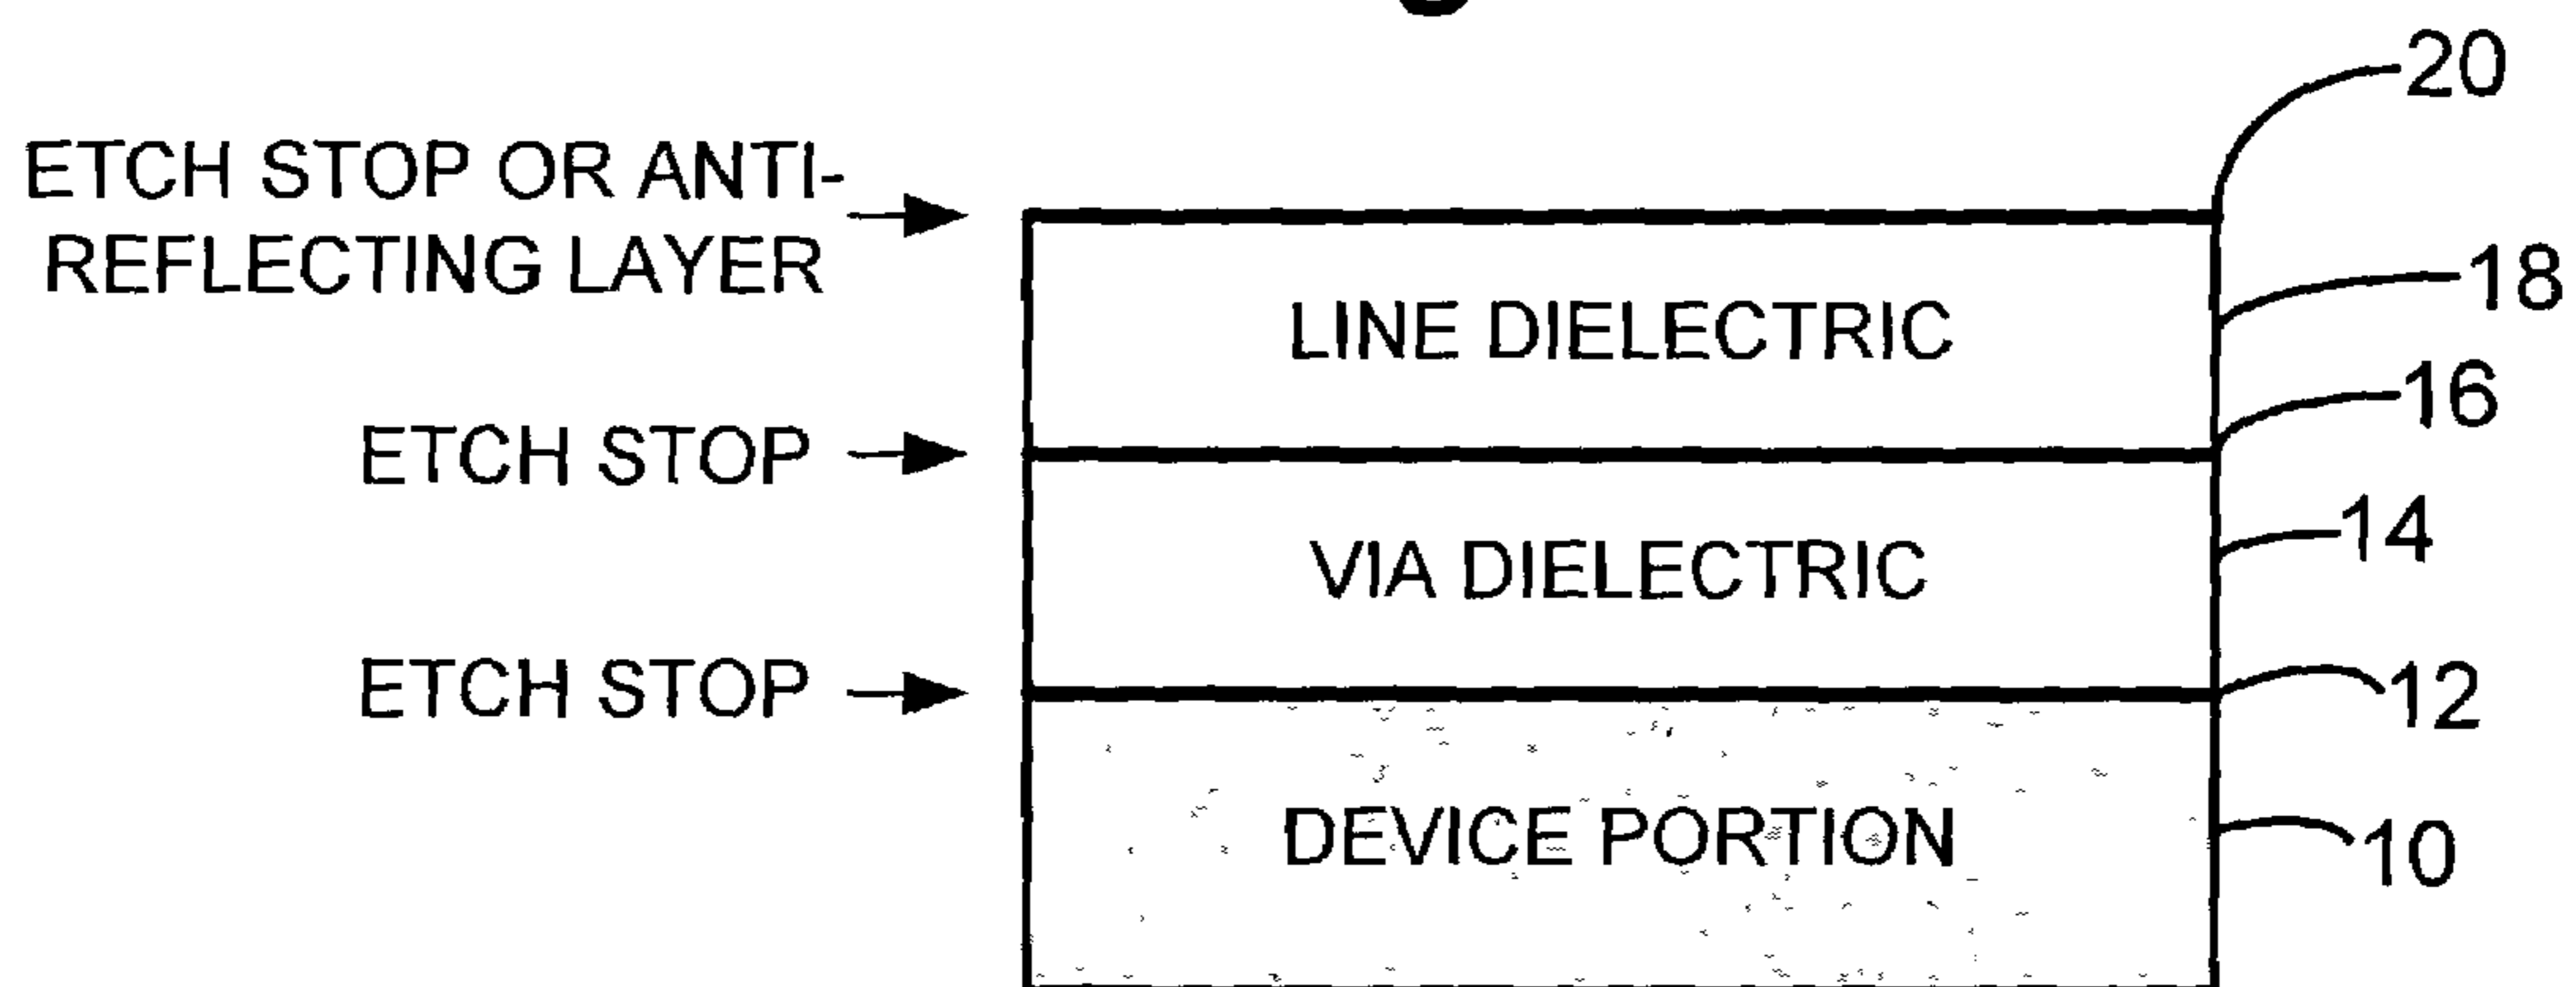 20
ETCH STOP OR ANTI-
REFLECTING LAYER
18
LINE DIELECTRIC
16
ETCH STOP
14
VIA DIELECTRIC
ETCH STOP
12
DEVICE PORTION
10